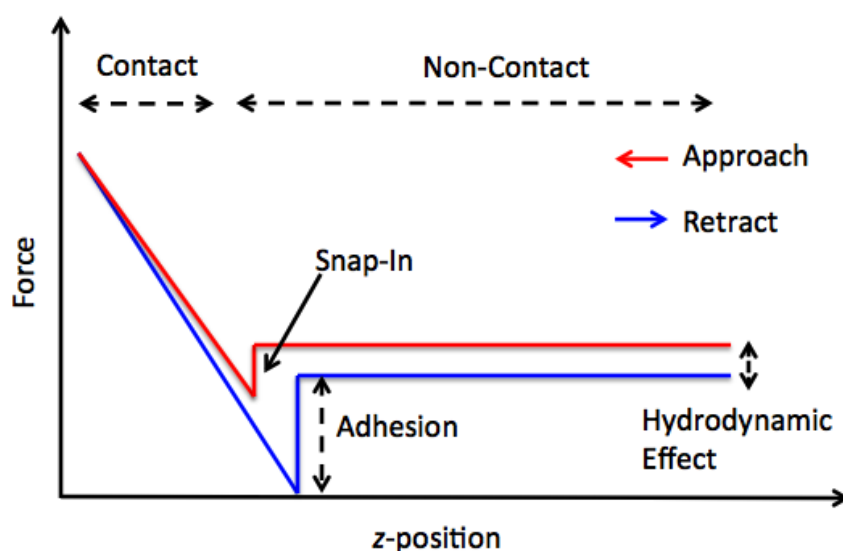 Contact
Non-Contact
Approach
Retract
Snap-In
Force
Adhesion
Hydrodynamic
Effect
z-position